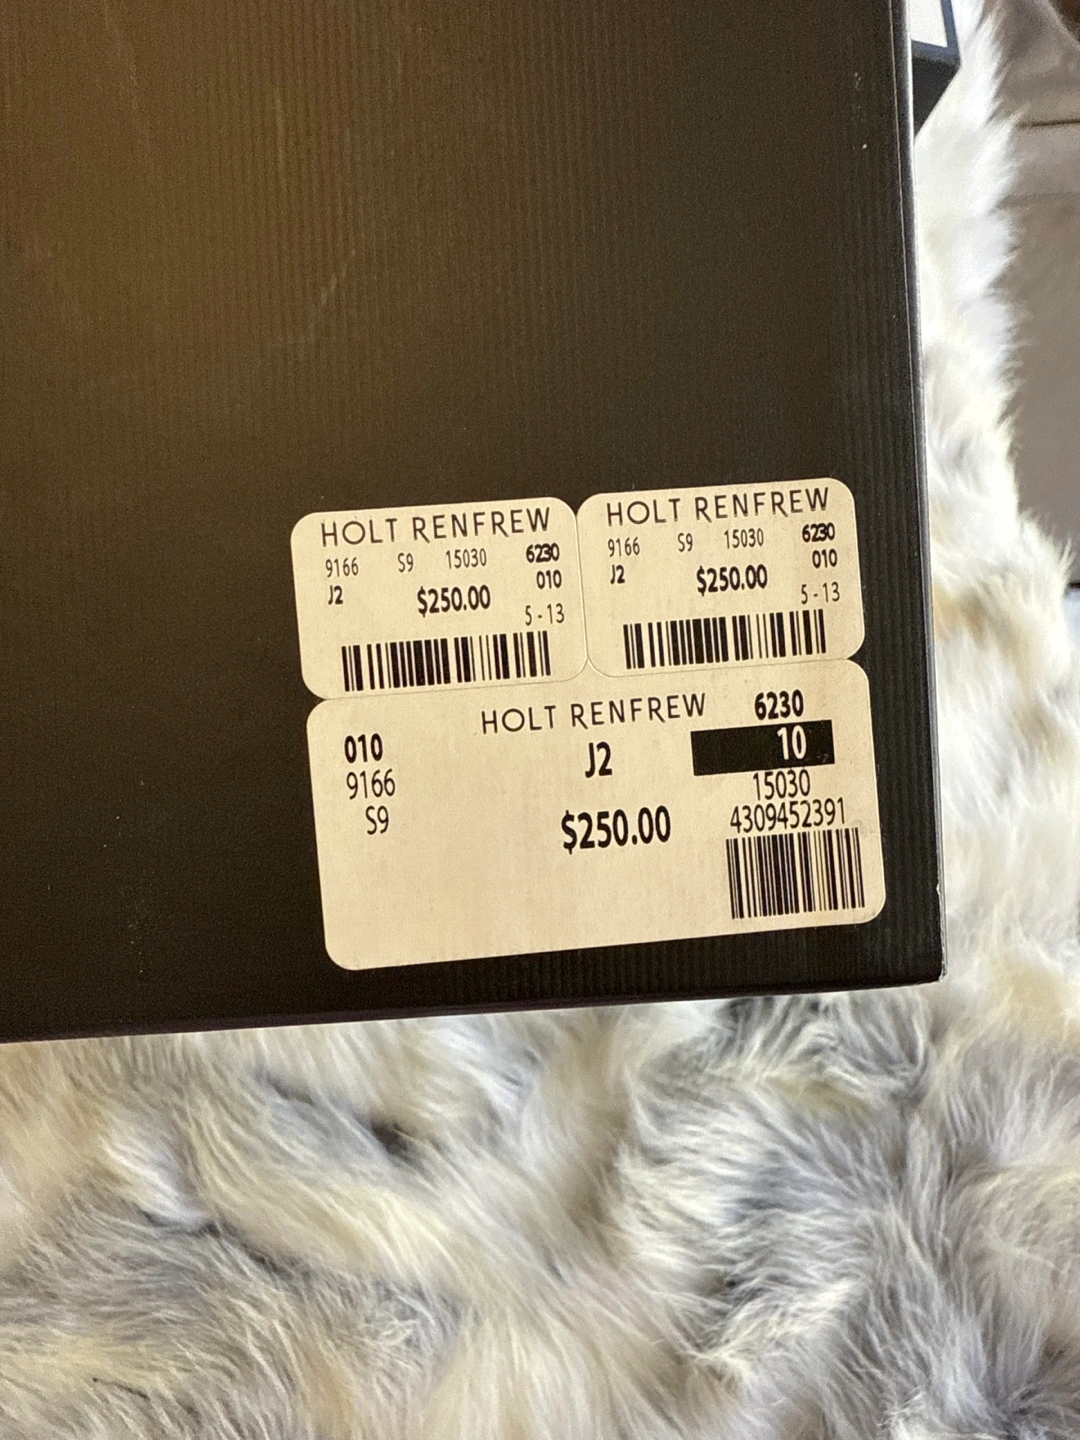 HOLT RENFREW
9166 S9 15030 6230
J2 $250.00 010
5-13
HOLT RENFREW
9166 S9 15030 6230
J2 $250.00 010
5-13
HOLT RENFREW 6230
010 J2 10
9166 15030
S9 $250.00 4309452391